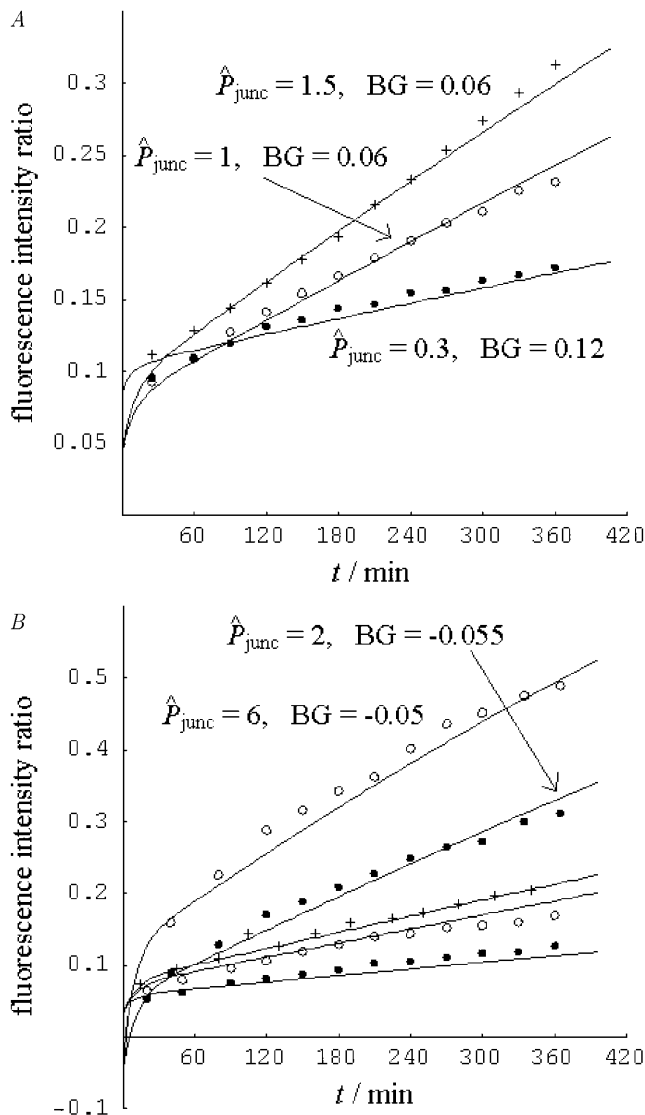 A
fluorescence intensity ratio
0.3
0.25
0.2
0.15
0.1
0.05
P̂junc = 1.5, BG = 0.06
P̂junc = 1, BG = 0.06
P̂junc = 0.3, BG = 0.12
60 120 180 240 300 360 420
t / min
B
fluorescence intensity ratio
0.5
0.4
0.3
0.2
0.1
-0.1
P̂junc = 2, BG = -0.055
P̂junc = 6, BG = -0.05
60 120 180 240 300 360 420
t / min